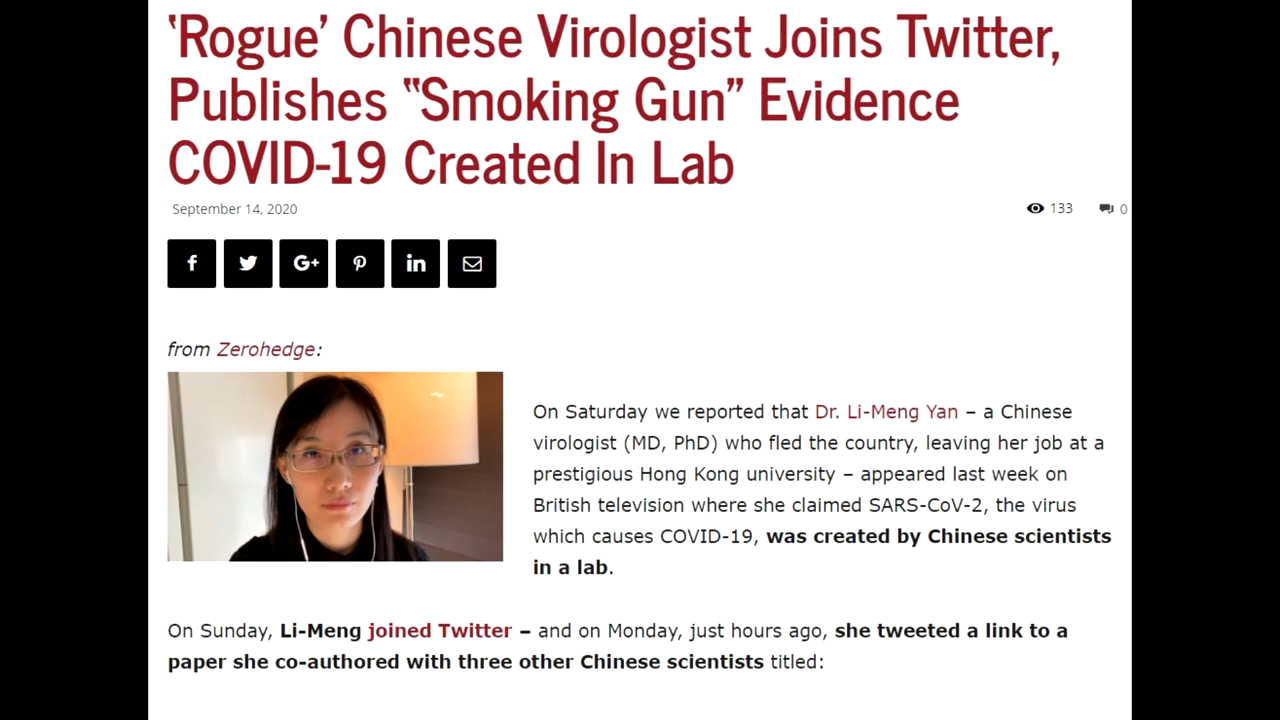 ‘Rogue’ Chinese Virologist Joins Twitter,
Publishes “Smoking Gun” Evidence
COVID-19 Created In Lab
September 14, 2020
133
0
f
G+
in
from Zerohedge:
On Saturday we reported that Dr. Li-Meng Yan – a Chinese
virologist (MD, PhD) who fled the country, leaving her job at a
prestigious Hong Kong university – appeared last week on
British television where she claimed SARS-CoV-2, the virus
which causes COVID-19, was created by Chinese scientists
in a lab.
On Sunday, Li-Meng joined Twitter – and on Monday, just hours ago, she tweeted a link to a
paper she co-authored with three other Chinese scientists titled: